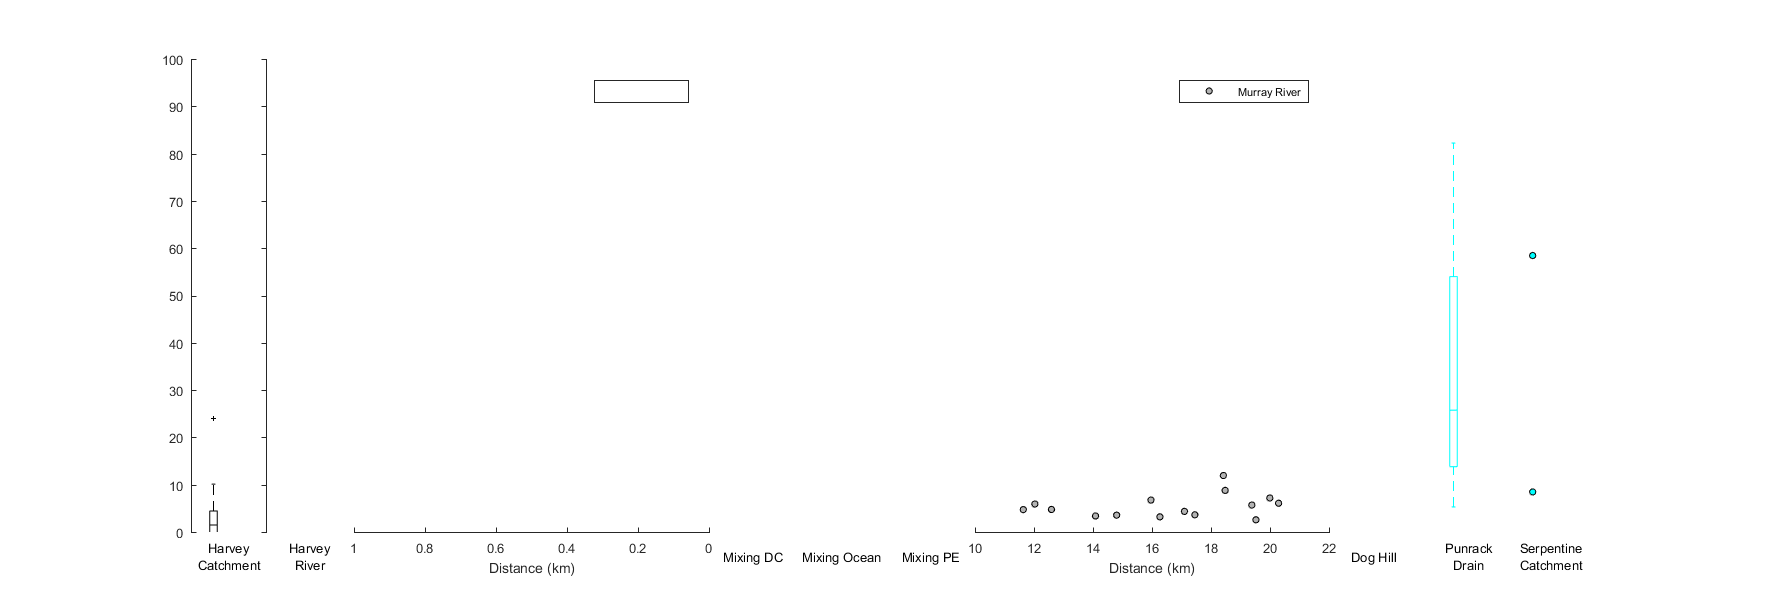 100
90
80
70
60
50
40
30
20
10
0
Murray River
Harvey
Catchment
Harvey
River
1 0.8 0.6 0.4 0.2 0
Distance (km)
Mixing DC
Mixing Ocean
Mixing PE
10 12 14 16 18 20 22
Distance (km)
Dog Hill
Punrack
Drain
Serpentine
Catchment